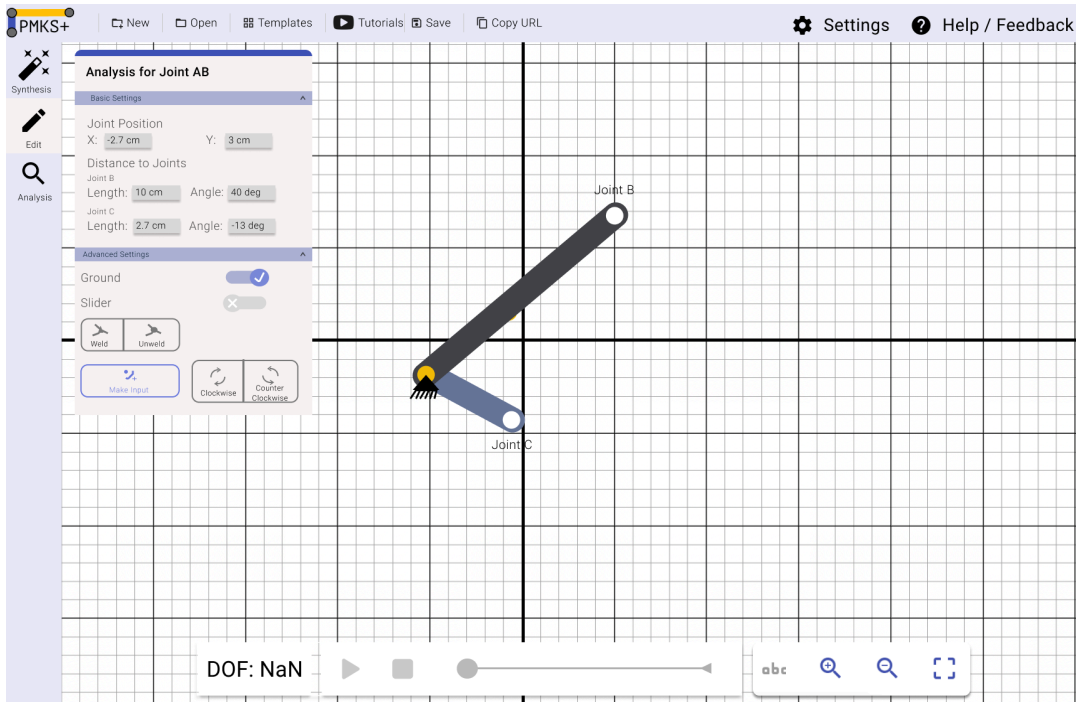 PMKS+ New Open Templates Tutorials Save Copy URL Settings Help / Feedback
Synthesis
Edit
Analysis
Analysis for Joint AB
Basic Settings
Joint Position
X: -2.7 cm Y: 3 cm
Distance to Joints
Joint B
Length: 10 cm Angle: 40 deg
Joint C
Length: 2.7 cm Angle: -13 deg
Advanced Settings
Ground
Slider
Weld Unweld
Make Input Clockwise Counter
Clockwise
Joint B
Joint C
DOF: NaN
abc